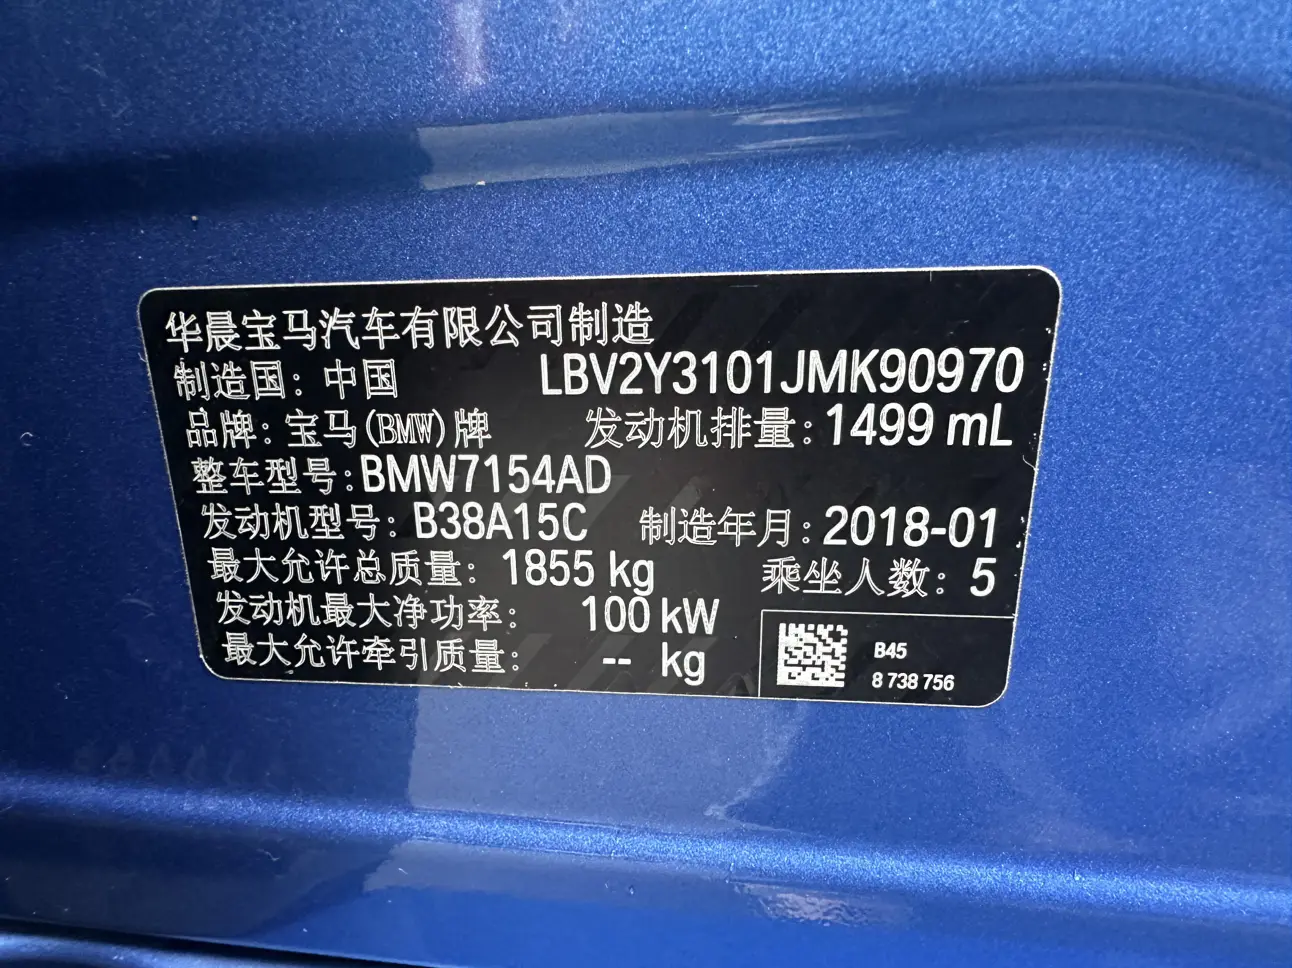 华晨宝马汽车有限公司制造
制造国：中国 LBV2Y3101JMK90970
品牌：宝马(BMW)牌 发动机排量：1499 mL
整车型号：BMW7154AD
发动机型号：B38A15C 制造年月：2018-01
最大允许总质量：1855 kg 乘坐人数：5
发动机最大净功率：100 kW
最大允许牵引质量：-- kg
B45
8 738 756